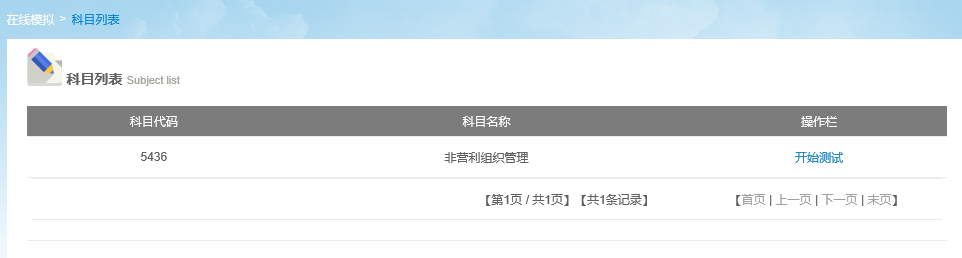 在线模拟 > 科目列表
科目列表 Subject list
科目代码 科目名称 操作栏
5436 非营利组织管理 开始测试
【第1页 / 共1页】【共1条记录】 【首页 | 上一页 | 下一页 | 末页】